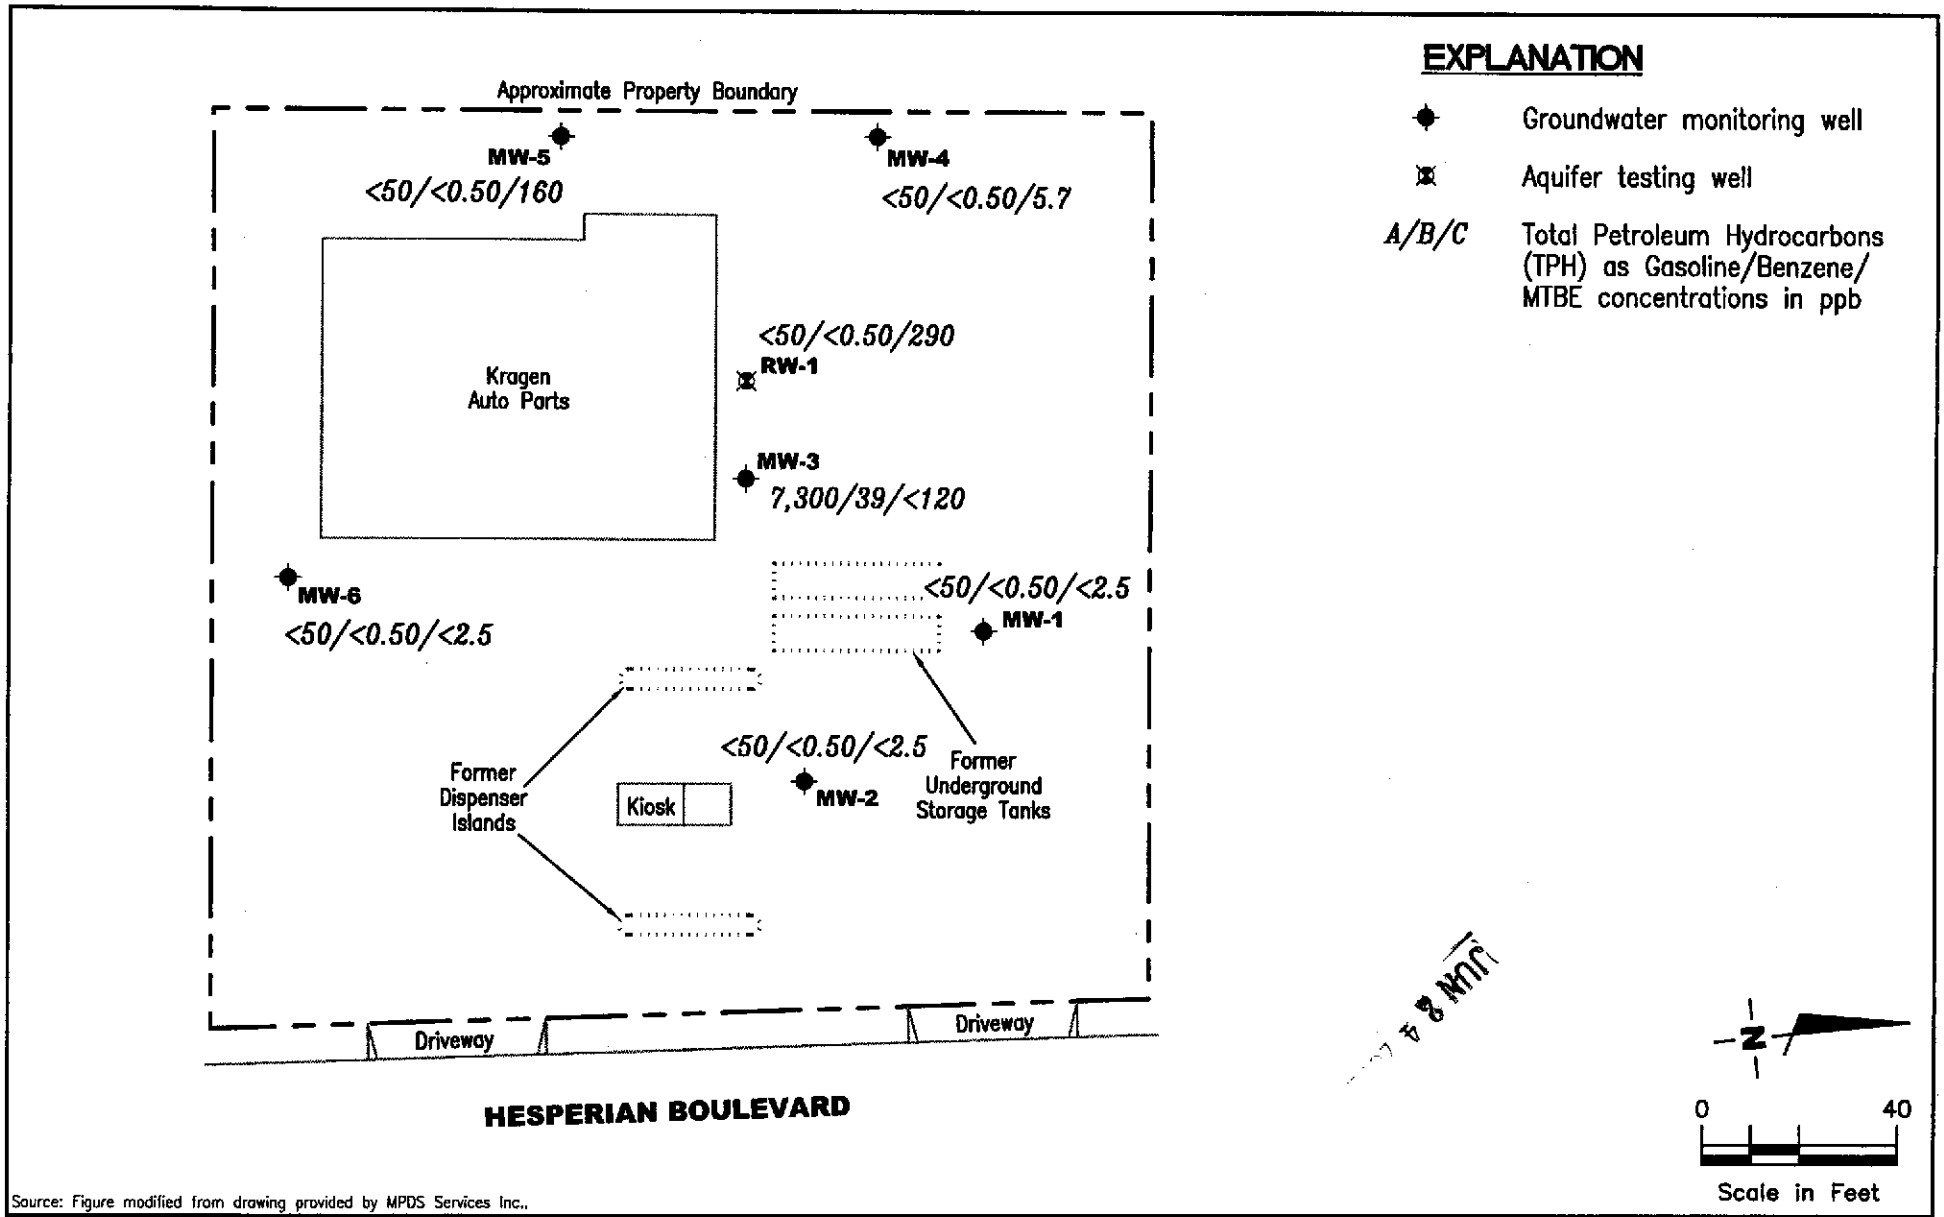 EXPLANATION
Groundwater monitoring well
Aquifer testing well
A/B/C Total Petroleum Hydrocarbons
(TPH) as Gasoline/Benzene/
MTBE concentrations in ppb
Approximate Property Boundary
MW-5
<50/<0.50/160
MW-4
<50/<0.50/5.7
<50/<0.50/290
RW-1
Kragen
Auto Parts
MW-3
7,300/39/<120
MW-6
<50/<0.50/<2.5
<50/<0.50/<2.5
MW-1
<50/<0.50/<2.5
MW-2
Former
Dispenser
Islands
Kiosk
Former
Underground
Storage Tanks
Driveway
Driveway
HESPERIAN BOULEVARD
JUN
N
0 40
Scale in Feet
Source: Figure modified from drawing provided by MPDS Services Inc..